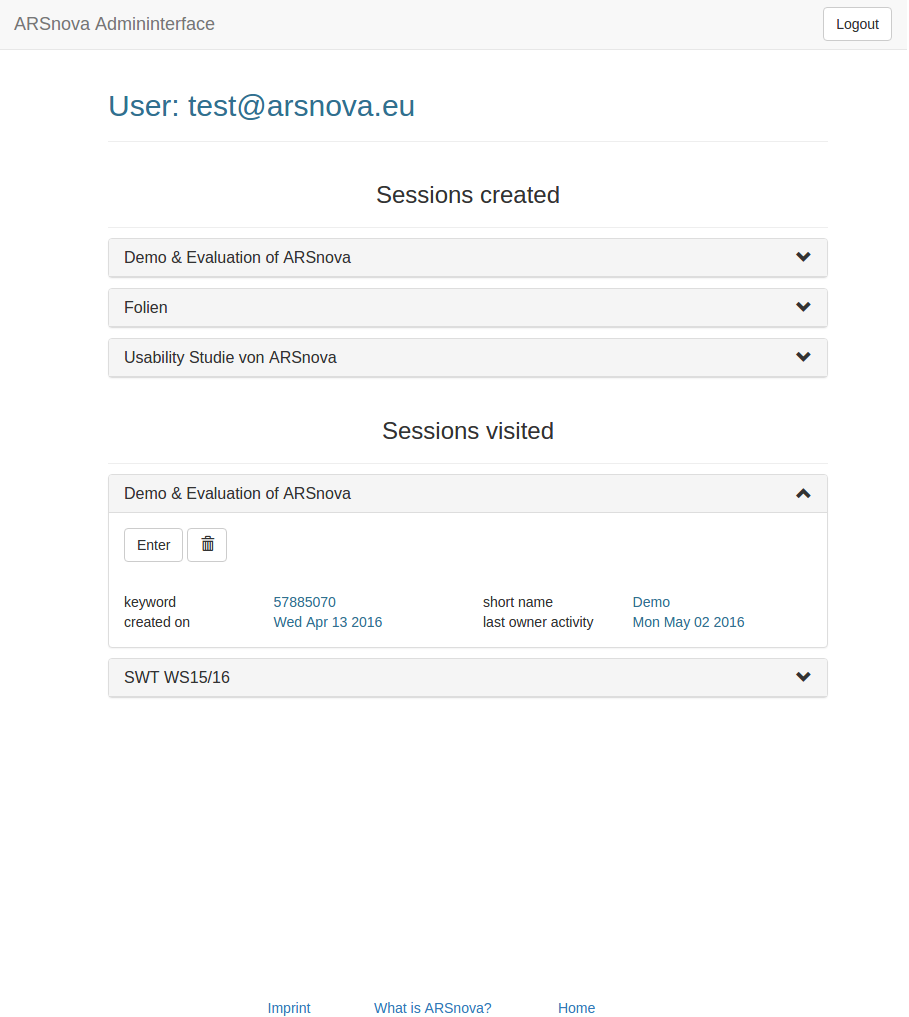 ARSnova Admininterface
Logout
User: test@arsnova.eu
Sessions created
Demo & Evaluation of ARSnova
Folien
Usability Studie von ARSnova
Sessions visited
Demo & Evaluation of ARSnova
Enter
keyword 57885070 short name Demo
created on Wed Apr 13 2016 last owner activity Mon May 02 2016
SWT WS15/16
Imprint What is ARSnova? Home